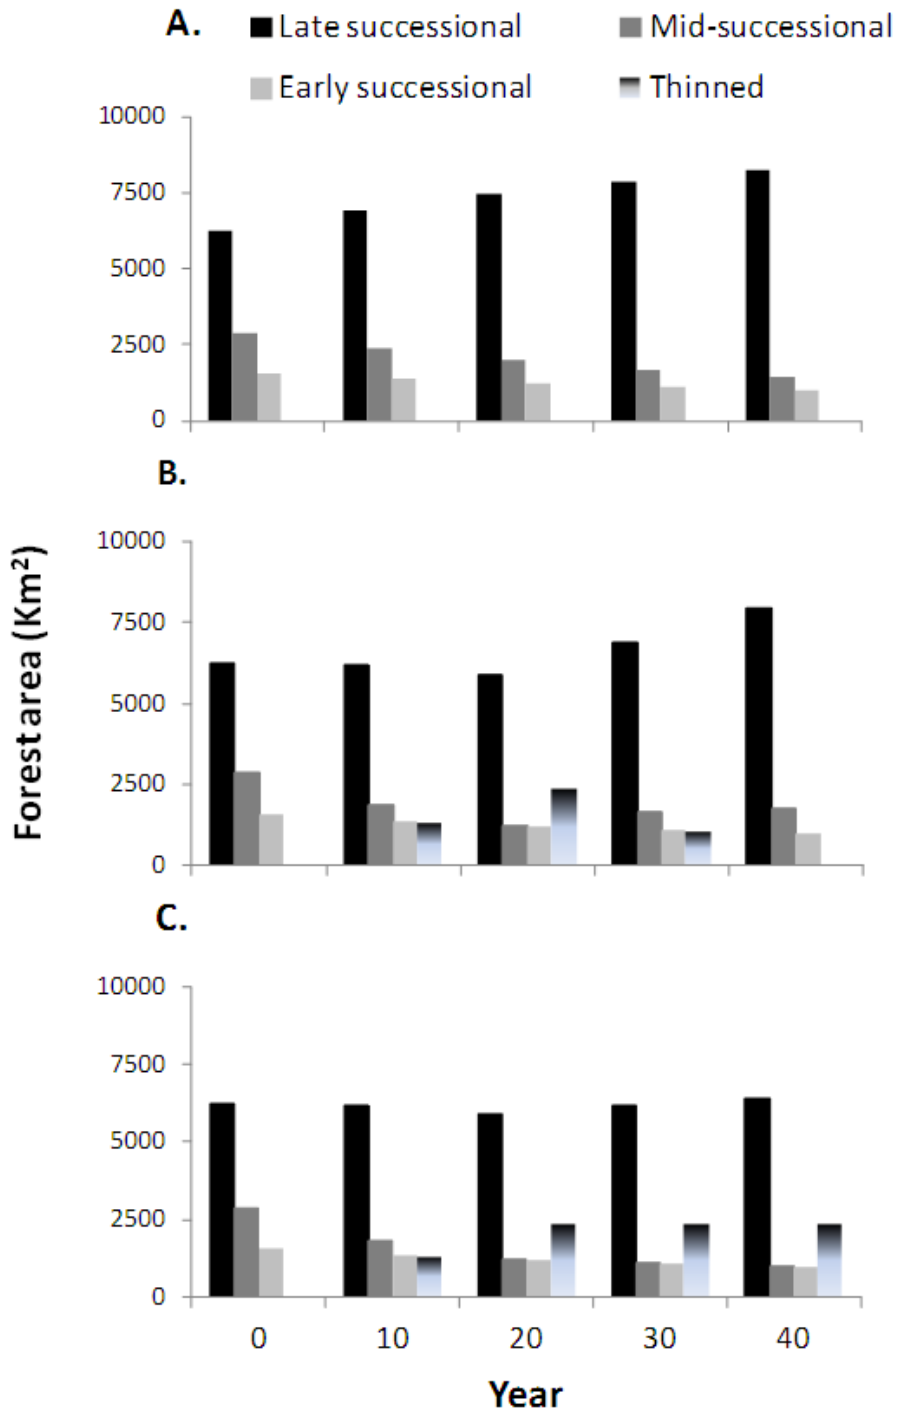 A.
Late successional
Mid-successional
Early successional
Thinned
10000
7500
5000
2500
0
B.
10000
7500
5000
2500
0
C.
10000
7500
5000
2500
0
Forest area (Km²)
0 10 20 30 40
Year